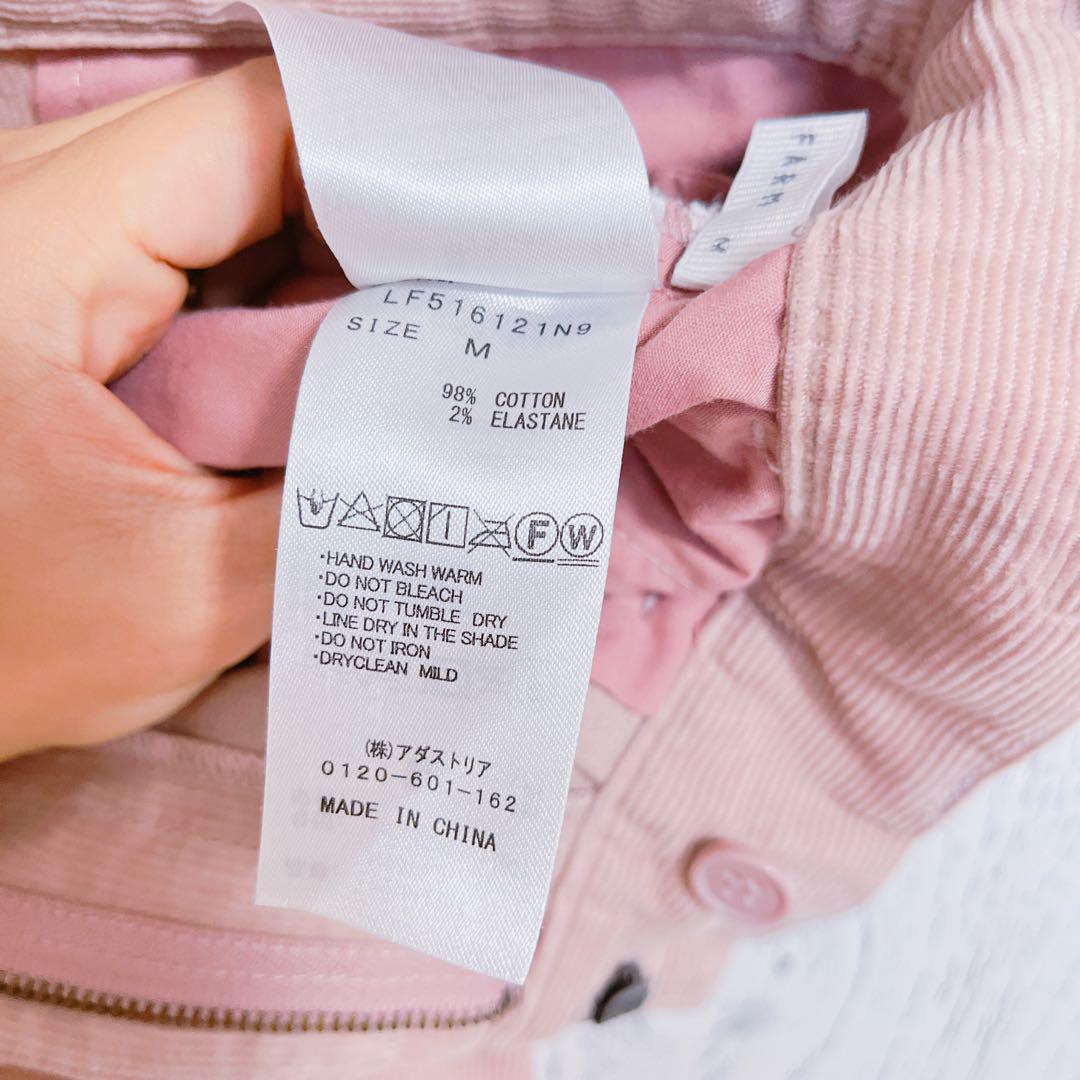 LF516121N9
SIZE M
98% COTTON
2% ELASTANE
F W
・HAND WASH WARM
・DO NOT BLEACH
・DO NOT TUMBLE DRY
・LINE DRY IN THE SHADE
・DO NOT IRON
・DRYCLEAN MILD
(株)アダストリア
0120-601-162
MADE IN CHINA
FARM
M